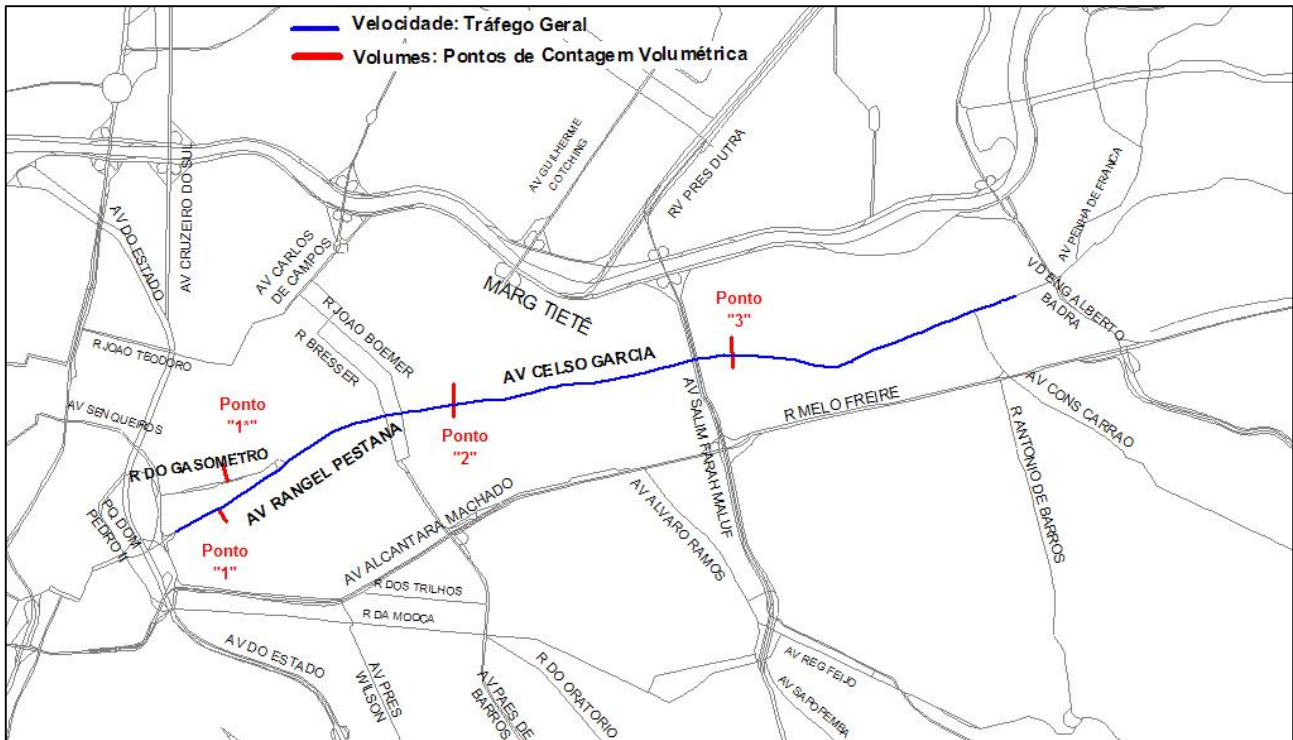 Velocidade: Tráfego Geral
Volumes: Pontos de Contagem Volumétrica
AV DO ESTADO
AV CRUZEIRO DO SUL
AV GUILHERME
COTCHING
RV PRES DUTRA
AV PENHA DE FRANCA
AV CARLOS
DE CAMPOS
MARG TIETÊ
V D ENG ALBERTO
BADRA
R JOAO TEODORO
R JOAO BOEMER
R BRESSER
Ponto
"3"
AV CELSO GARCIA
AV SEN QUEIROS
Ponto
"1*"
Ponto
"2"
R DO GASOMETRO
AV RANGEL PESTANA
R MELO FREIRE
AV CONS CARRAO
AV SALIM FARAH MALUF
R ANTONIO DE BARROS
PQ DOM
PEDRO II
Ponto
"1"
AV ALCANTARA MACHADO
AV ALVARO RAMOS
R DOS TRILHOS
R DA MOOCA
AV DO ESTADO
AV PRES
WILSON
AV PAES DE
BARROS
R DO ORATORIO
AV REG FEIJO
AV SAPOPEMBA